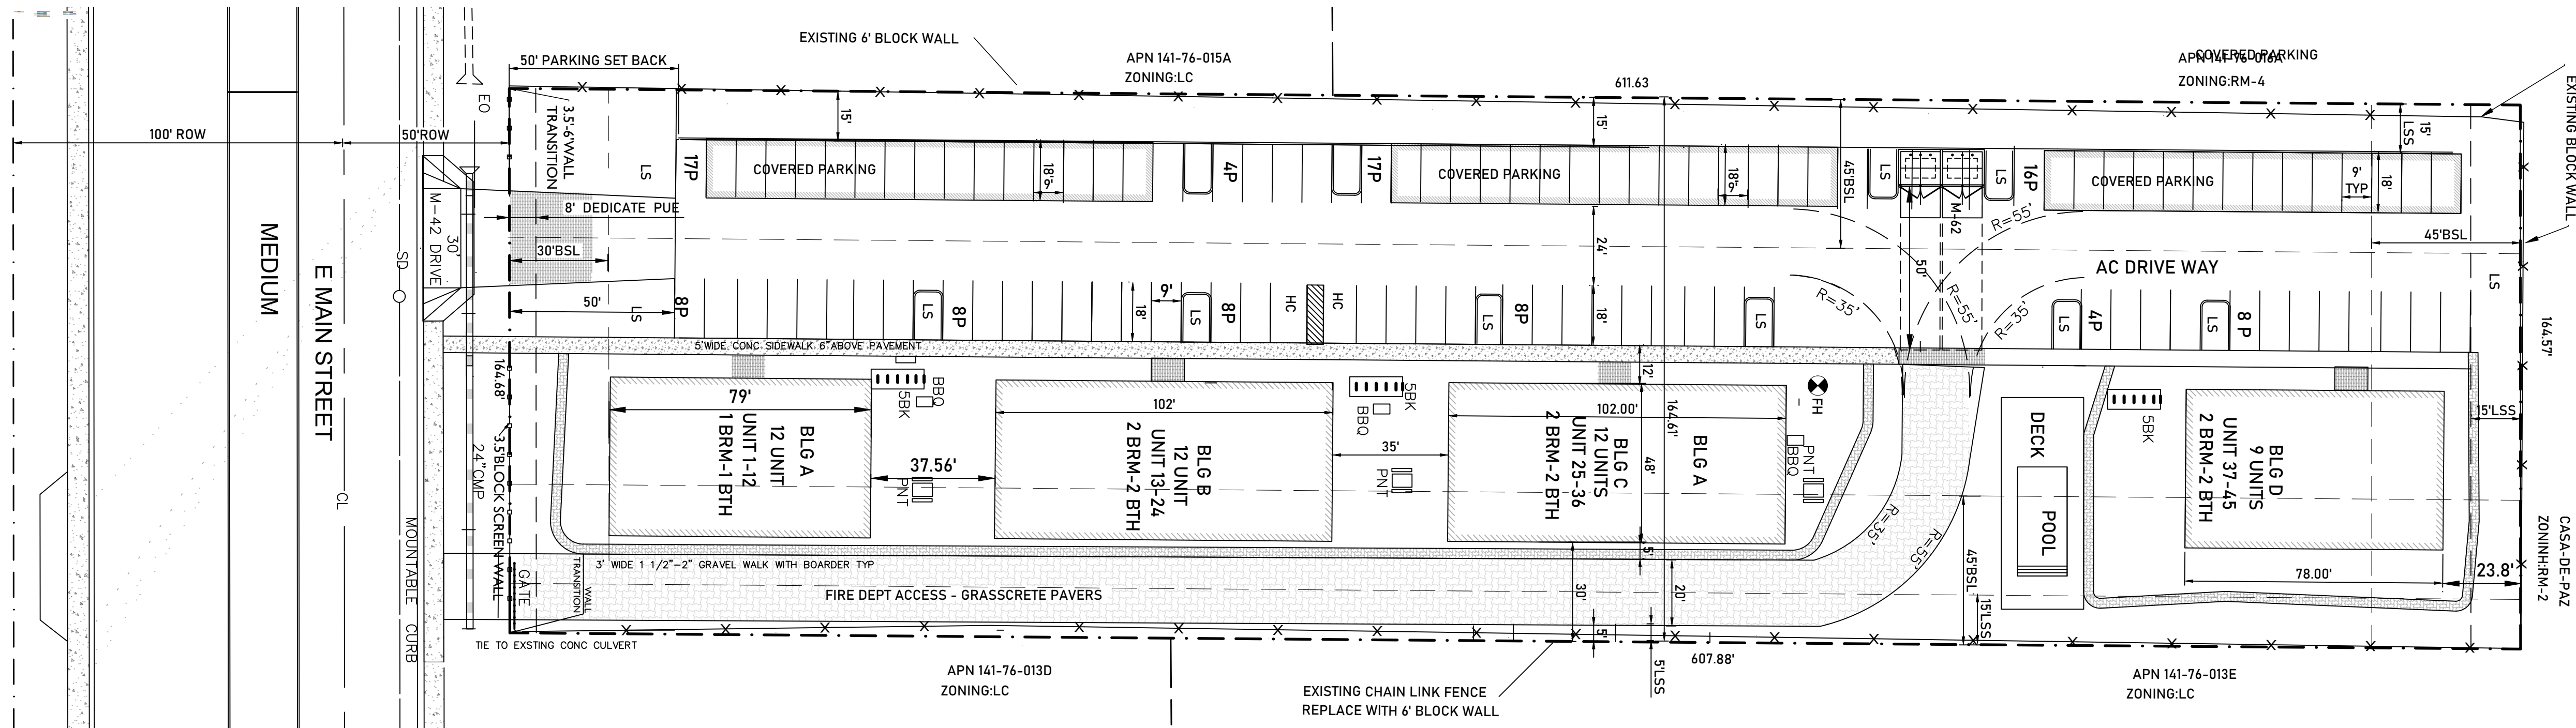 EXISTING 6' BLOCK WALL
50' PARKING SET BACK
APN 141-76-015A
ZONING:LC
611.63
COVERED PARKING
APN 141-76-016A
ZONING:RM-4
EXISTING BLOCK WALL
100' ROW
50'ROW
EO
3.5'-6'WALL
TRANSITION
LS
17P
COVERED PARKING
15'
18'
9'
4P
17P
COVERED PARKING
15'
18'
9'
45'BSL
LS
LS
16P
M-62
COVERED PARKING
9'
TYP
18'
15'
LSS
8' DEDICATE PUE
30'BSL
50'
LS
8P
M-42 DRIVE
30'
SD
MEDIUM
E MAIN STREET
CL
MOUNTABLE CURB
24"CMP
LS
8P
18'
9'
LS
8P
HC
HC
LS
8P
24'
18'
LS
R=35'
R=55'
50'
R=55'
R=35'
AC DRIVE WAY
45'BSL
LS
4P
LS
8 P
LS
164.57'
5'WIDE CONC SIDEWALK 6"ABOVE PAVEMENT
164.68'
3.5'BLOCK SCREEN WALL
79'
BLG A
12 UNIT
UNIT 1-12
1 BRM-1 BTH
BBQ
5BK
37.56'
PNT
102'
BLG B
12 UNIT
UNIT 13-24
2 BRM-2 BTH
5BK
BBQ
35'
PNT
12'
102.00'
164.61'
48'
BLG A
BLG C
12 UNITS
UNIT 25-36
2 BRM-2 BTH
FH
BBQ
PNT
DECK
POOL
5BK
BLG D
9 UNITS
UNIT 37-45
2 BRM-2 BTH
78.00'
15'LSS
23.8'
CASA-DE-PAZ
ZONINH:RM-2
R=35'
R=55'
45'BSL
15'LSS
5'
30'
20'
5'
5'LSS
GATE
WALL
TRANSITION
3' WIDE 1 1/2"-2" GRAVEL WALK WITH BOARDER TYP
FIRE DEPT ACCESS - GRASSCRETE PAVERS
TIE TO EXSTING CONC CULVERT
APN 141-76-013D
ZONING:LC
EXISTING CHAIN LINK FENCE
REPLACE WITH 6' BLOCK WALL
607.88'
APN 141-76-013E
ZONING:LC